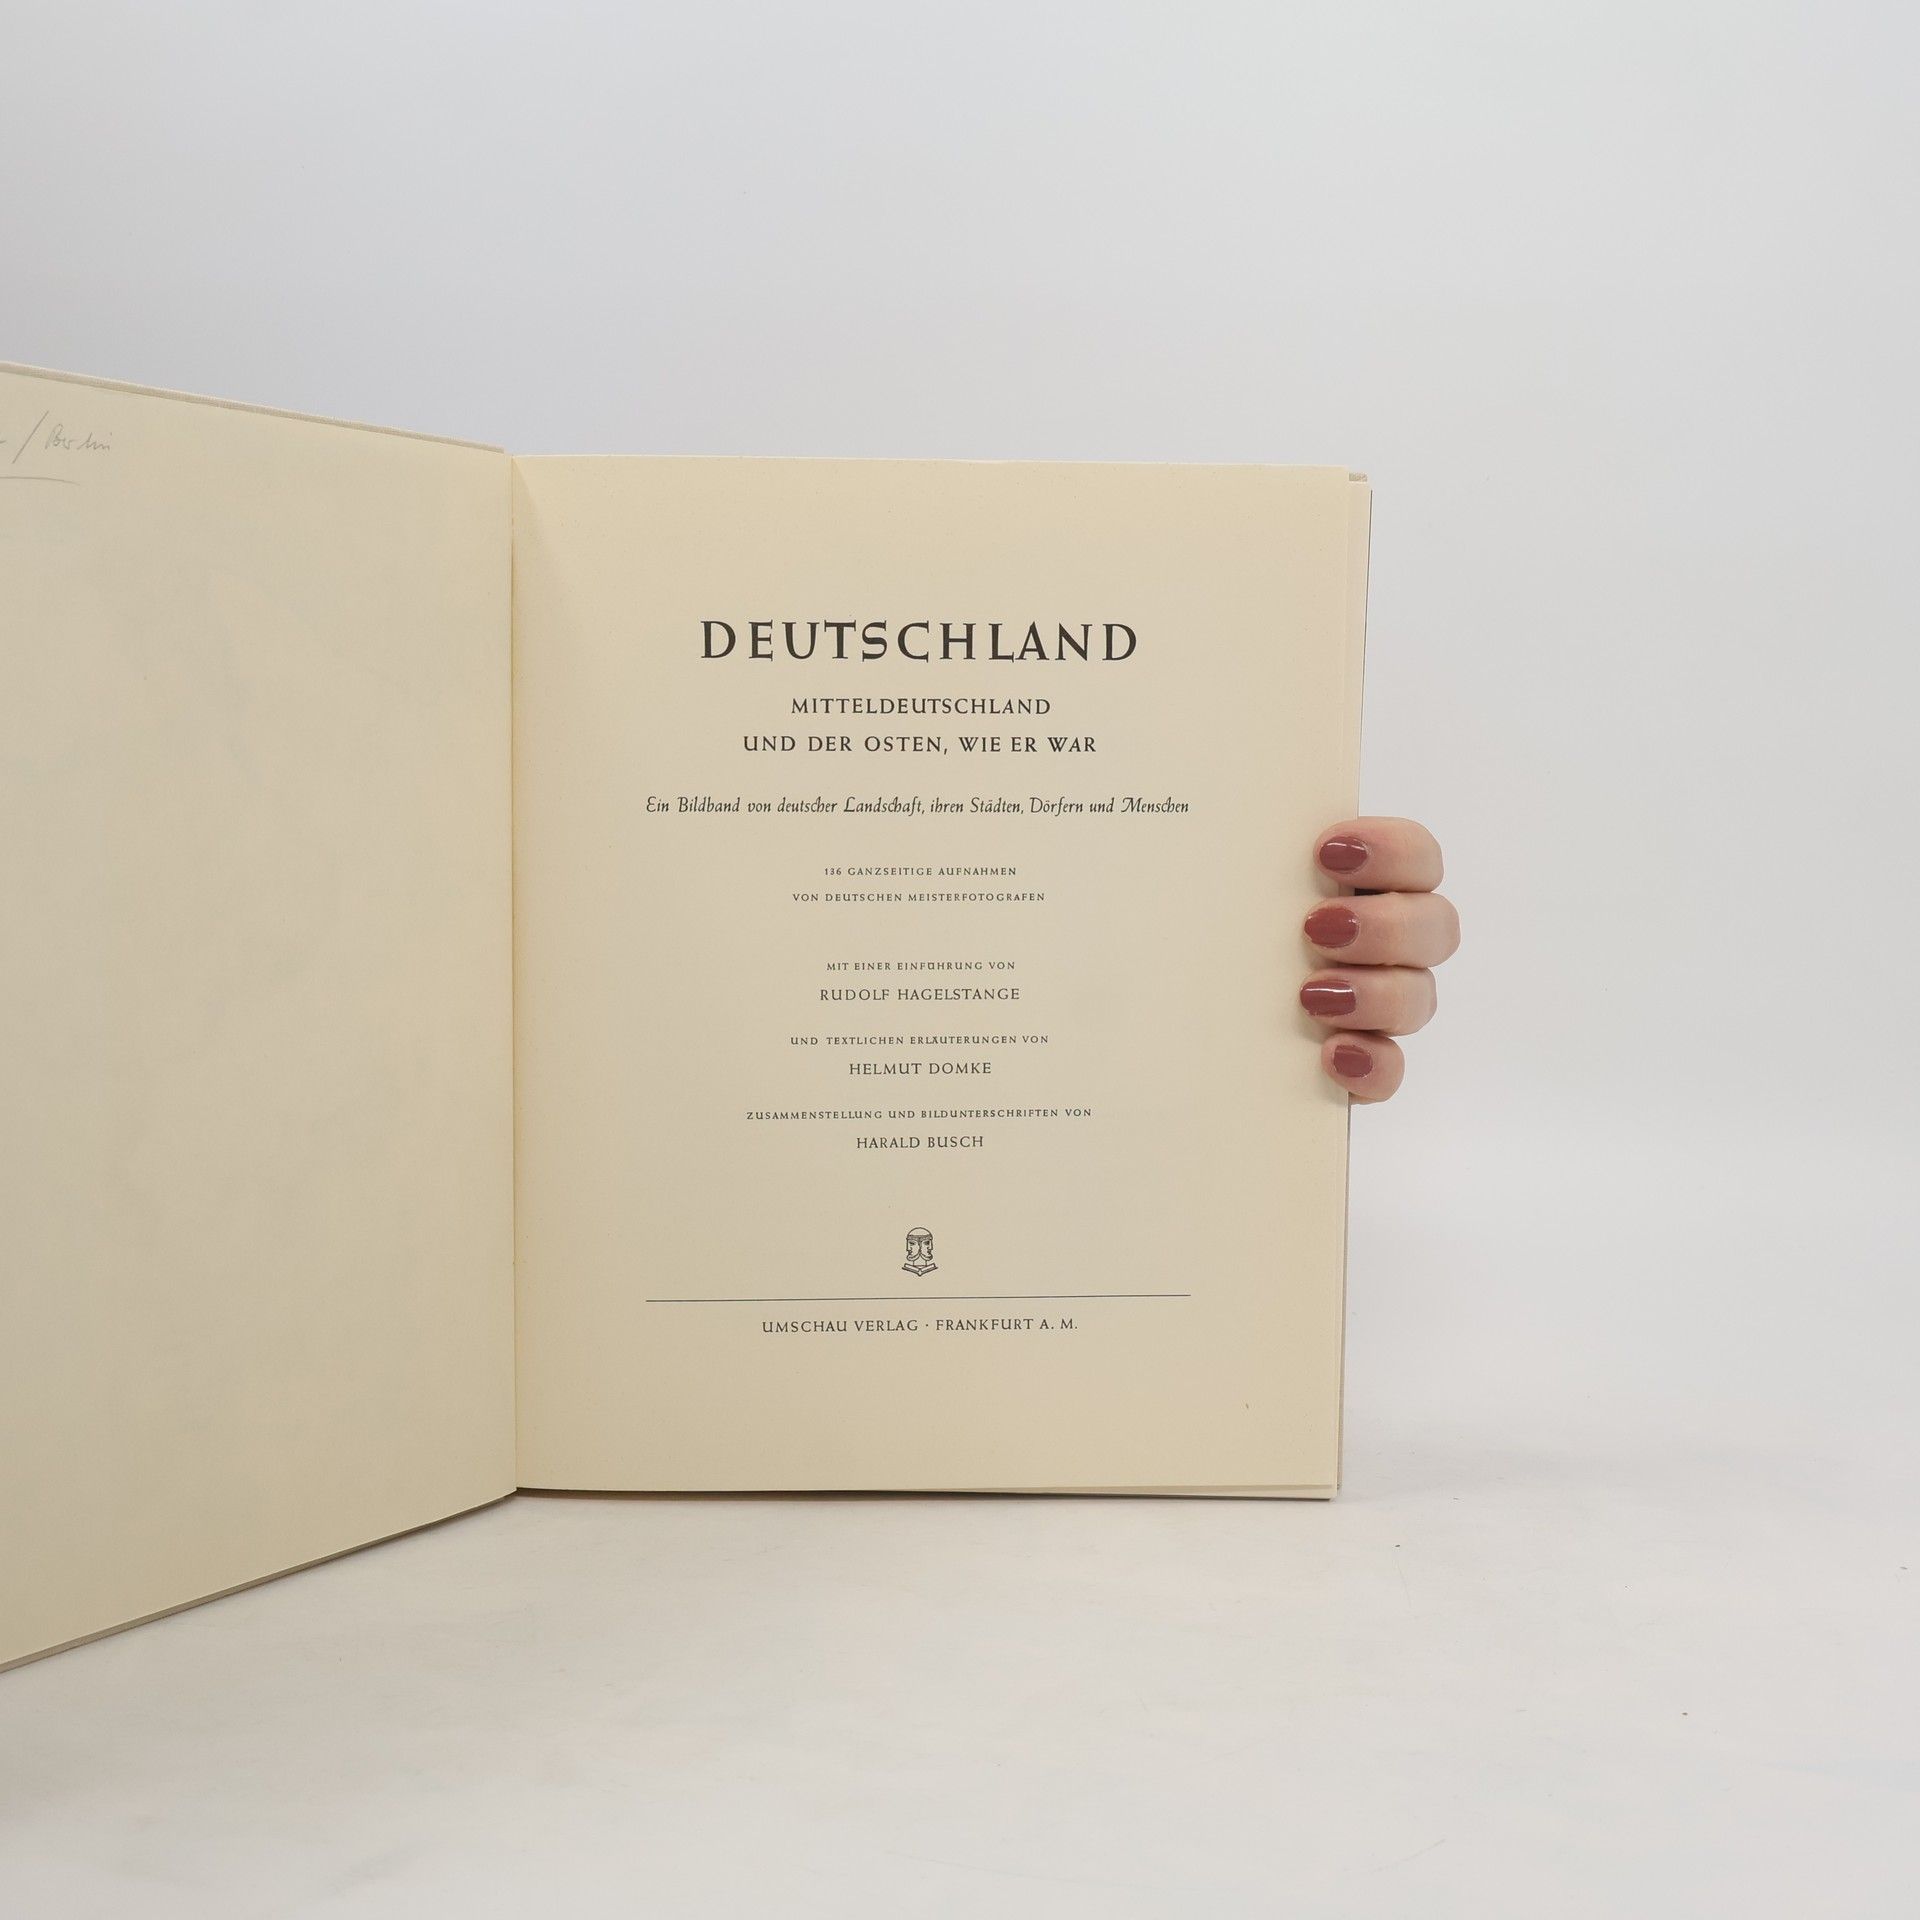 / Berlin
DEUTSCHLAND
MITTELDEUTSCHLAND
UND DER OSTEN, WIE ER WAR
Ein Bildband von deutscher Landschaft, ihren Städten, Dörfern und Menschen
136 GANZSEITIGE AUFNAHMEN
VON DEUTSCHEN MEISTERFOTOGRAFEN
MIT EINER EINFÜHRUNG VON
RUDOLF HAGELSTANGE
UND TEXTLICHEN ERLÄUTERUNGEN VON
HELMUT DOMKE
ZUSAMMENSTELLUNG UND BILDUNTERSCHRIFTEN VON
HARALD BUSCH
UMSCHAU VERLAG · FRANKFURT A. M.